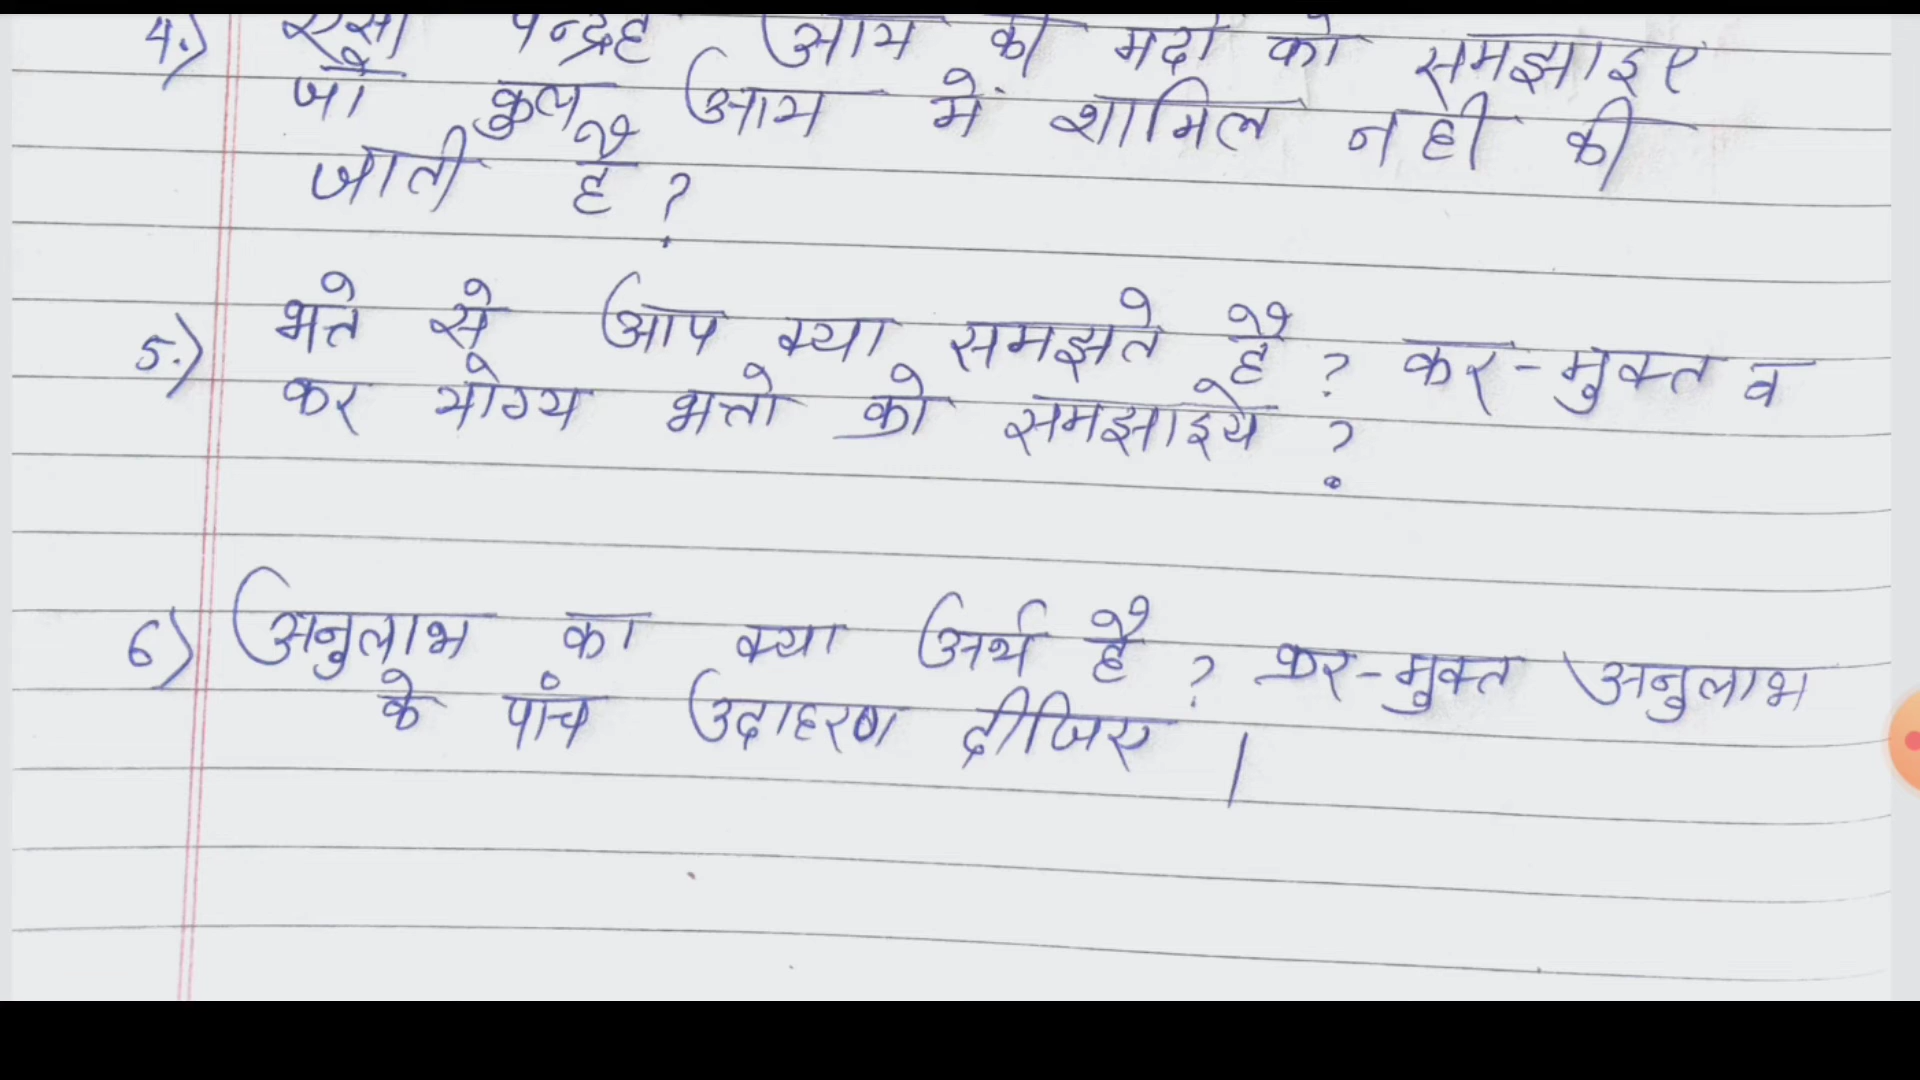 4.) ऐसी पन्द्रह आय की मदों को समझाइए
जो कुल आय में शामिल नही की
जाती है ?
5.) भत्ते से आप क्या समझते है ? कर-मुक्त व
कर योग्य भत्तो को समझाइये ?
6) अनुलाभ का क्या अर्थ है ? कर-मुक्त अनुलाभ
के पांच उदाहरण दीजिए |